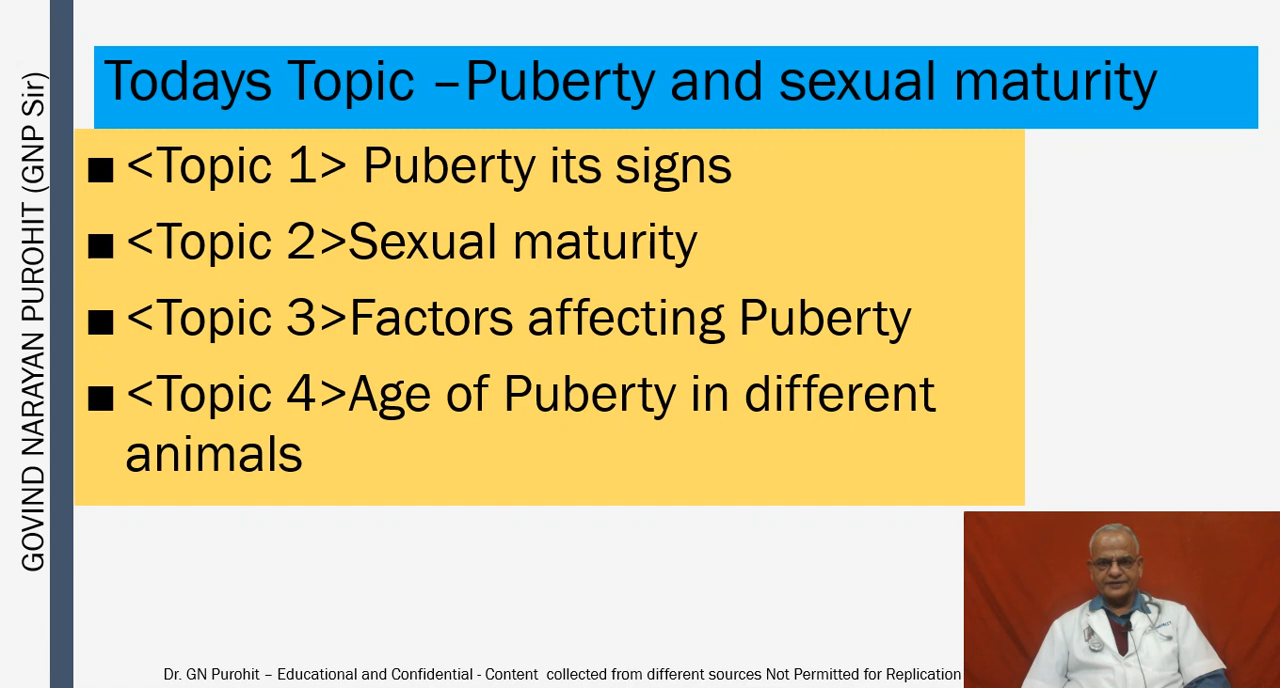 Todays Topic –Puberty and sexual maturity
■ <Topic 1> Puberty its signs
■ <Topic 2>Sexual maturity
■ <Topic 3>Factors affecting Puberty
■ <Topic 4>Age of Puberty in different
animals
GOVIND NARAYAN PUROHIT (GNP Sir)
Dr. GN Purohit – Educational and Confidential - Content collected from different sources Not Permitted for Replication